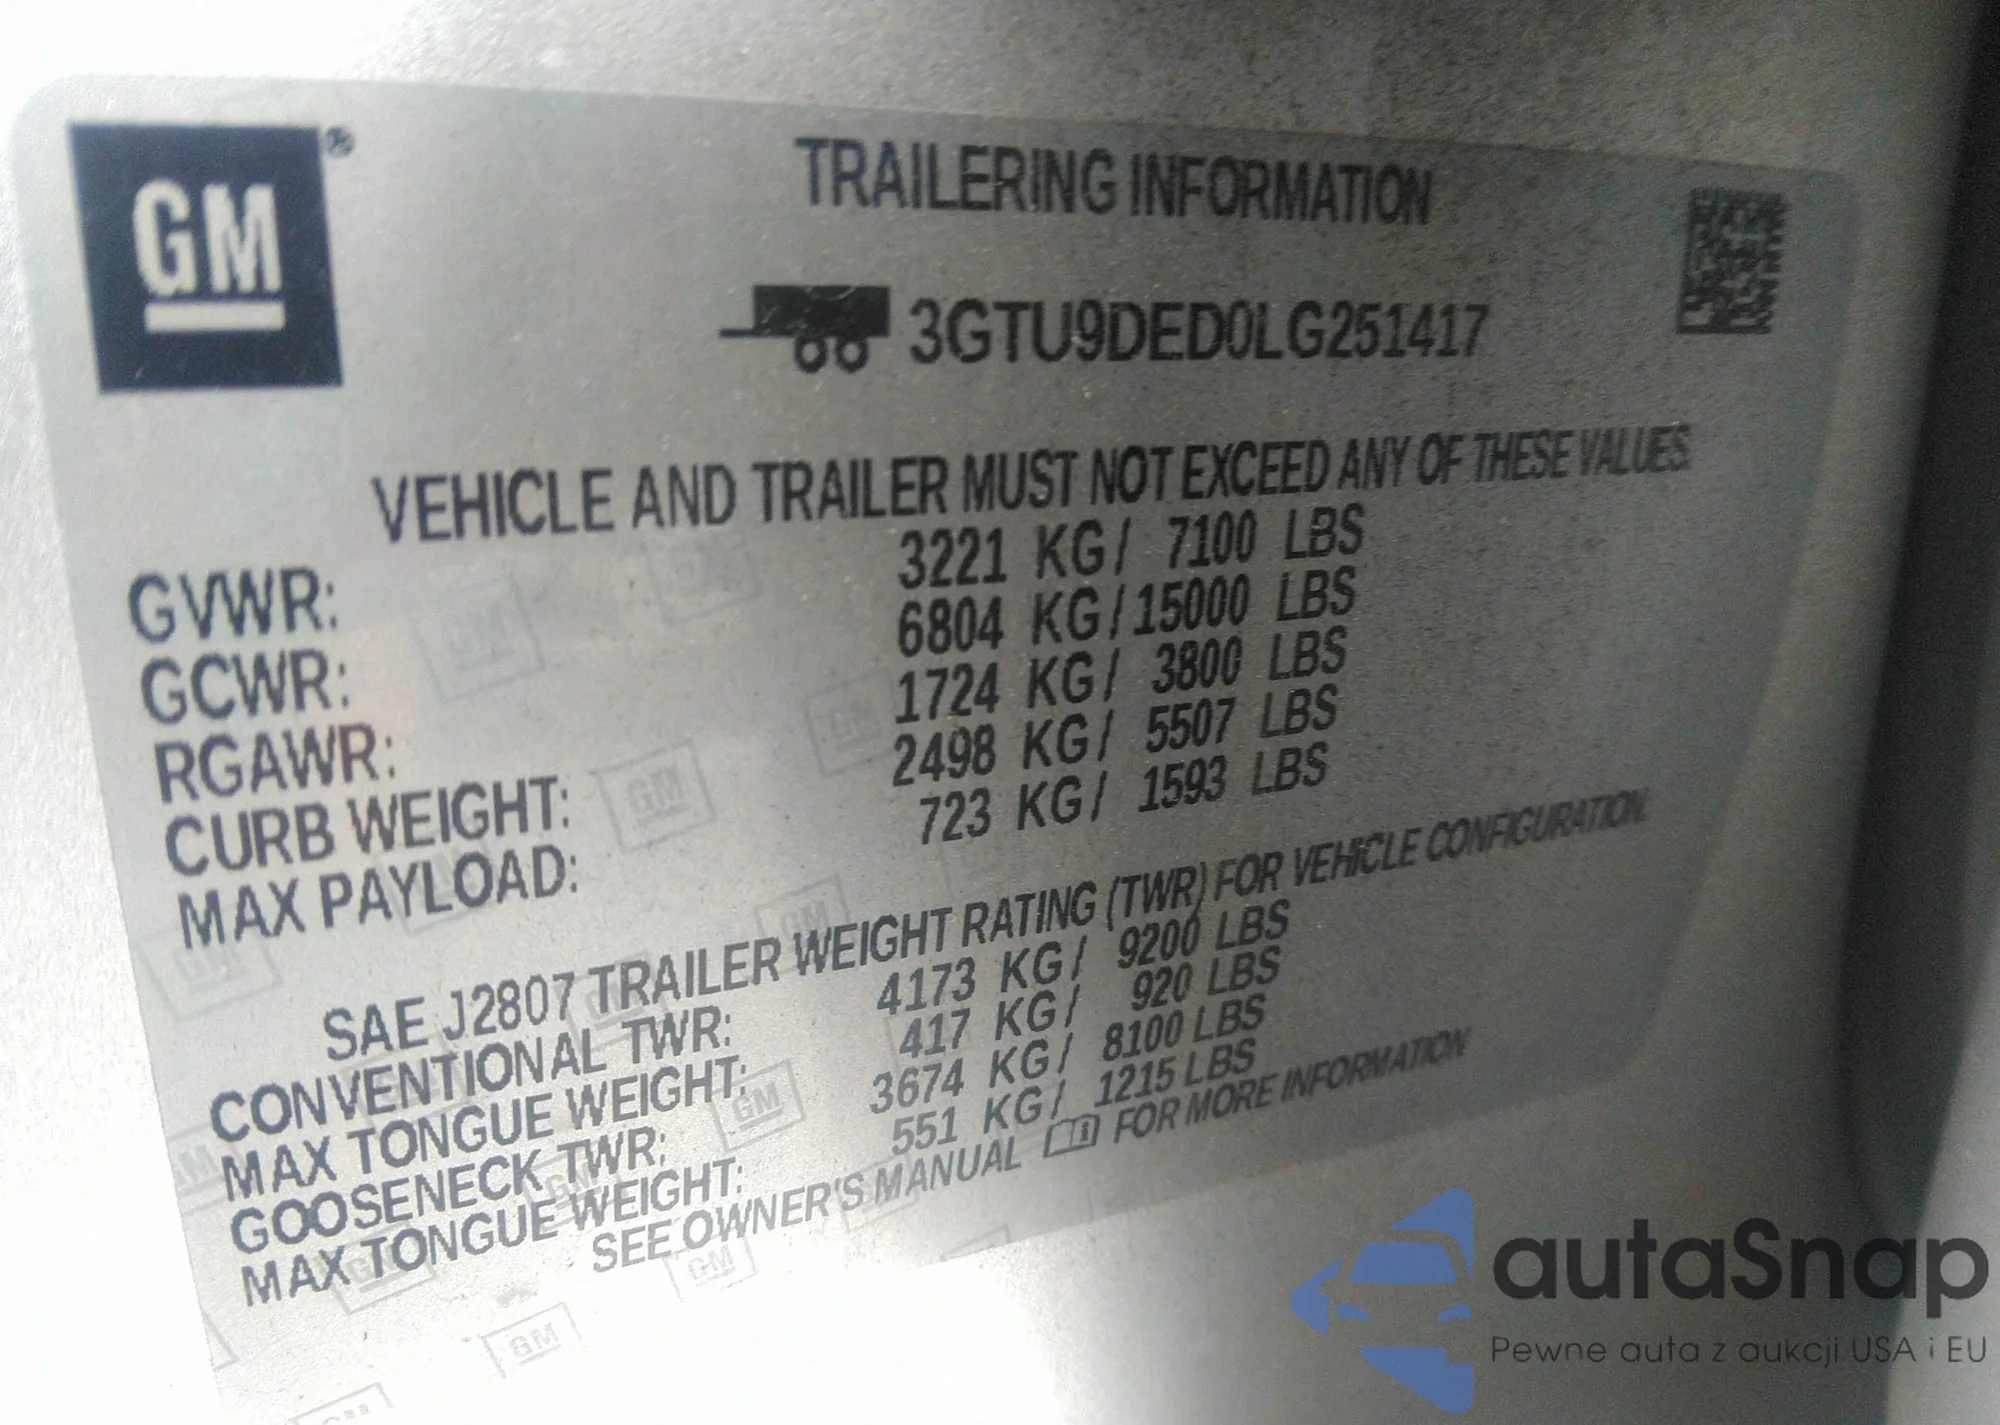 GM®
TRAILERING INFORMATION
3GTU9DED0LG251417
VEHICLE AND TRAILER MUST NOT EXCEED ANY OF THESE VALUES
GVWR: 3221 KG/ 7100 LBS
GCWR: 6804 KG/15000 LBS
RGAWR: 1724 KG/ 3800 LBS
CURB WEIGHT: 2498 KG/ 5507 LBS
MAX PAYLOAD: 723 KG/ 1593 LBS
SAE J2807 TRAILER WEIGHT RATING (TWR) FOR VEHICLE CONFIGURATION.
CONVENTIONAL TWR: 4173 KG/ 9200 LBS
MAX TONGUE WEIGHT: 417 KG/ 920 LBS
GOOSENECK TWR: 3674 KG/ 8100 LBS
MAX TONGUE WEIGHT: 551 KG/ 1215 LBS
SEE OWNER'S MANUAL FOR MORE INFORMATION
autaSnap
Pewne auta z aukcji USA i EU